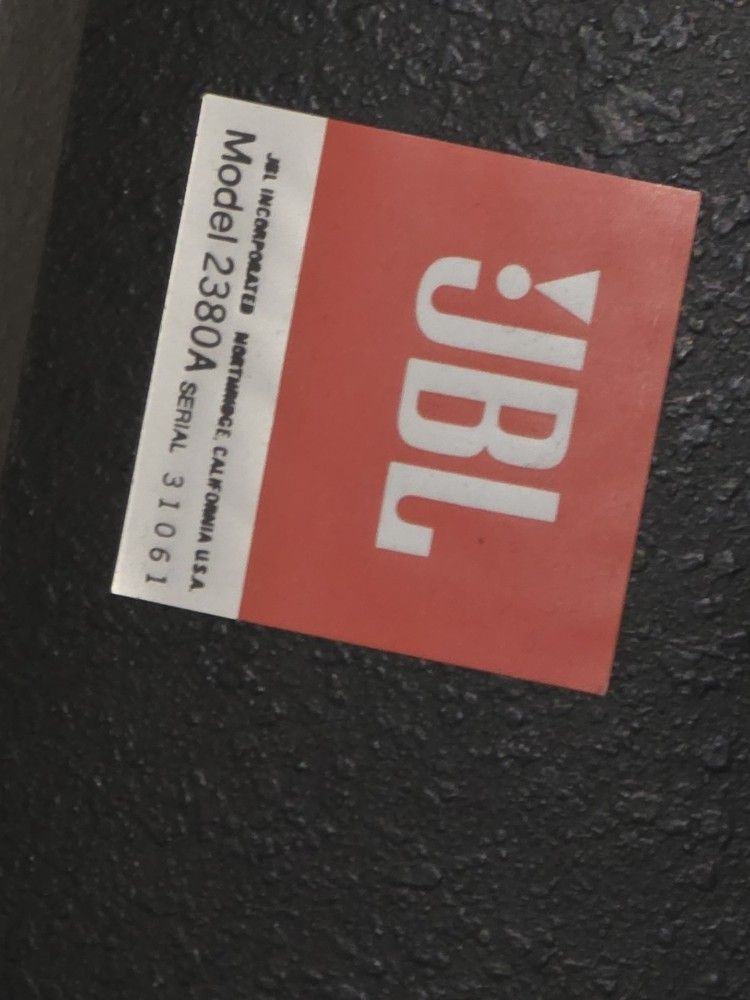 JBL
JBL INCORPORATED NORTHRIDGE, CALIFORNIA U.S.A.
Model 2380A SERIAL 31061